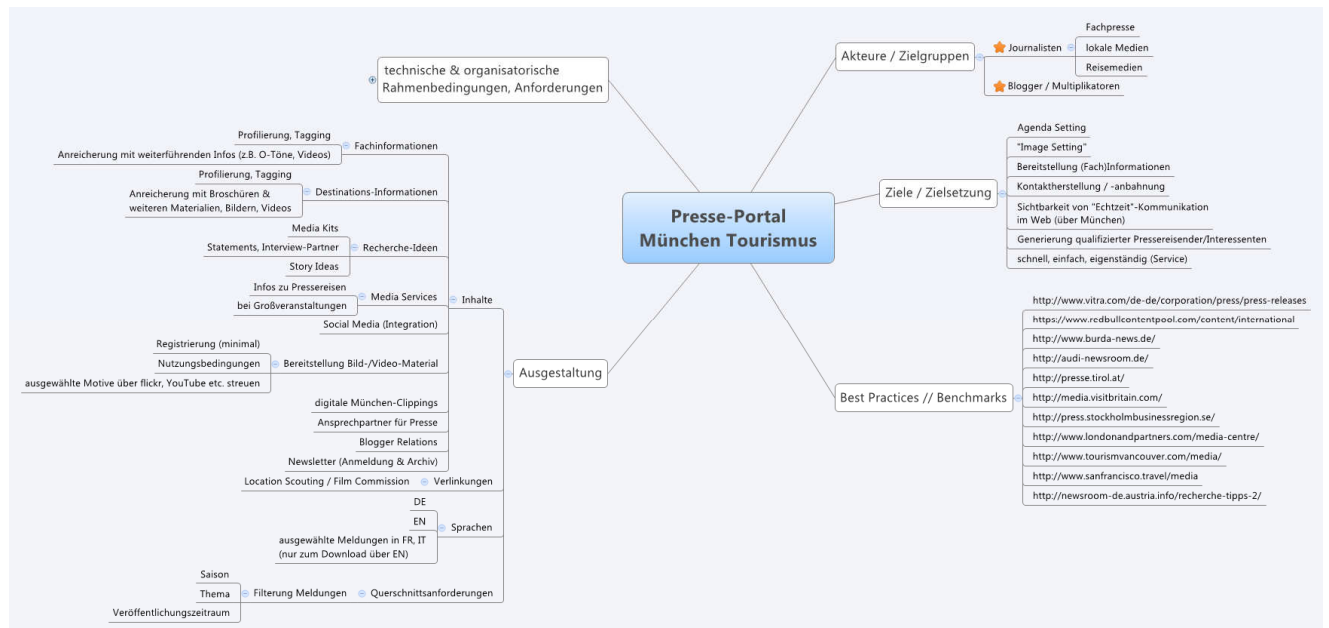 Presse-Portal
München Tourismus
technische & organisatorische
Rahmenbedingungen, Anforderungen
Akteure / Zielgruppen
Journalisten
Fachpresse
lokale Medien
Reisemedien
Blogger / Multiplikatoren
Ziele / Zielsetzung
Agenda Setting
"Image Setting"
Bereitstellung (Fach)Informationen
Kontaktherstellung / -anbahnung
Sichtbarkeit von "Echtzeit"-Kommunikation
im Web (über München)
Generierung qualifizierter Pressereisender/Interessenten
schnell, einfach, eigenständig (Service)
Best Practices // Benchmarks
http://www.vitra.com/de-de/corporation/press/press-releases
https://www.redbullcontentpool.com/content/international
http://www.burda-news.de/
http://audi-newsroom.de/
http://presse.tirol.at/
http://media.visitbritain.com/
http://press.stockholmbusinessregion.se/
http://www.londonandpartners.com/media-centre/
http://www.tourismvancouver.com/media/
http://www.sanfrancisco.travel/media
http://newsroom-de.austria.info/recherche-tipps-2/
Ausgestaltung
Inhalte
Fachinformationen
Profilierung, Tagging
Anreicherung mit weiterführenden Infos (z.B. O-Töne, Videos)
Destinations-Informationen
Profilierung, Tagging
Anreicherung mit Broschüren &
weiteren Materialien, Bildern, Videos
Recherche-Ideen
Media Kits
Statements, Interview-Partner
Story Ideas
Media Services
Infos zu Pressereisen
bei Großveranstaltungen
Social Media (Integration)
Bereitstellung Bild-/Video-Material
Registrierung (minimal)
Nutzungsbedingungen
ausgewählte Motive über flickr, YouTube etc. streuen
digitale München-Clippings
Ansprechpartner für Presse
Blogger Relations
Newsletter (Anmeldung & Archiv)
Verlinkungen
Location Scouting / Film Commission
Sprachen
DE
EN
ausgewählte Meldungen in FR, IT
(nur zum Download über EN)
Querschnittsanforderungen
Filterung Meldungen
Saison
Thema
Veröffentlichungszeitraum